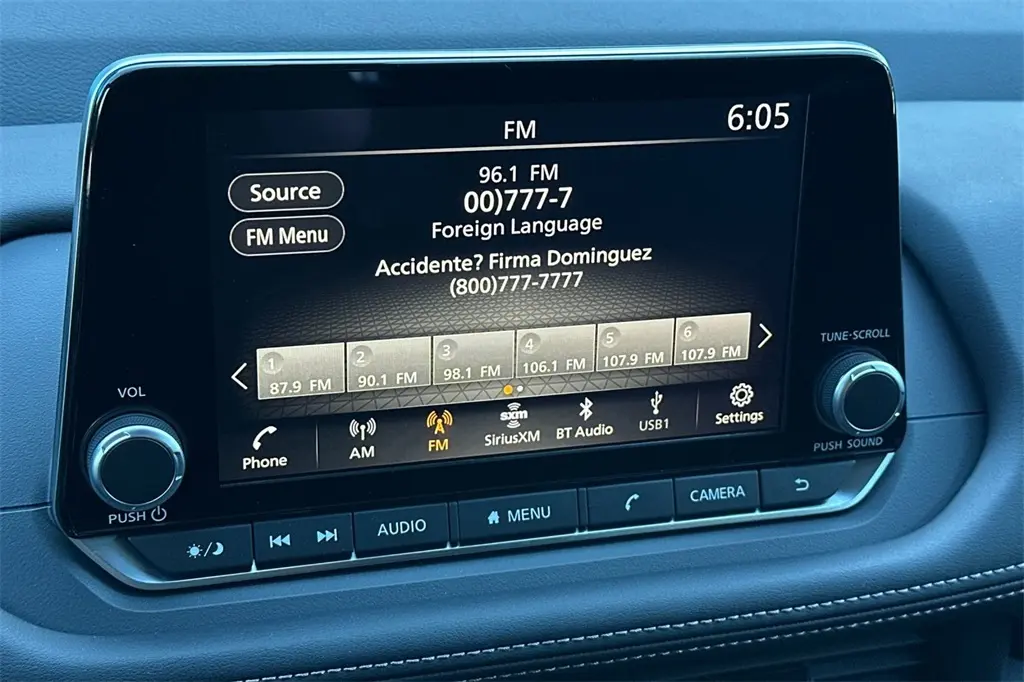 FM
6:05
Source
FM Menu
96.1 FM
00)777-7
Foreign Language
Accidente? Firma Dominguez
(800)777-7777
1
87.9 FM
2
90.1 FM
3
98.1 FM
4
106.1 FM
5
107.9 FM
6
107.9 FM
Phone
AM
FM
sxm
SiriusXM
BT Audio
USB1
Settings
VOL
PUSH
TUNE·SCROLL
PUSH SOUND
AUDIO
MENU
CAMERA